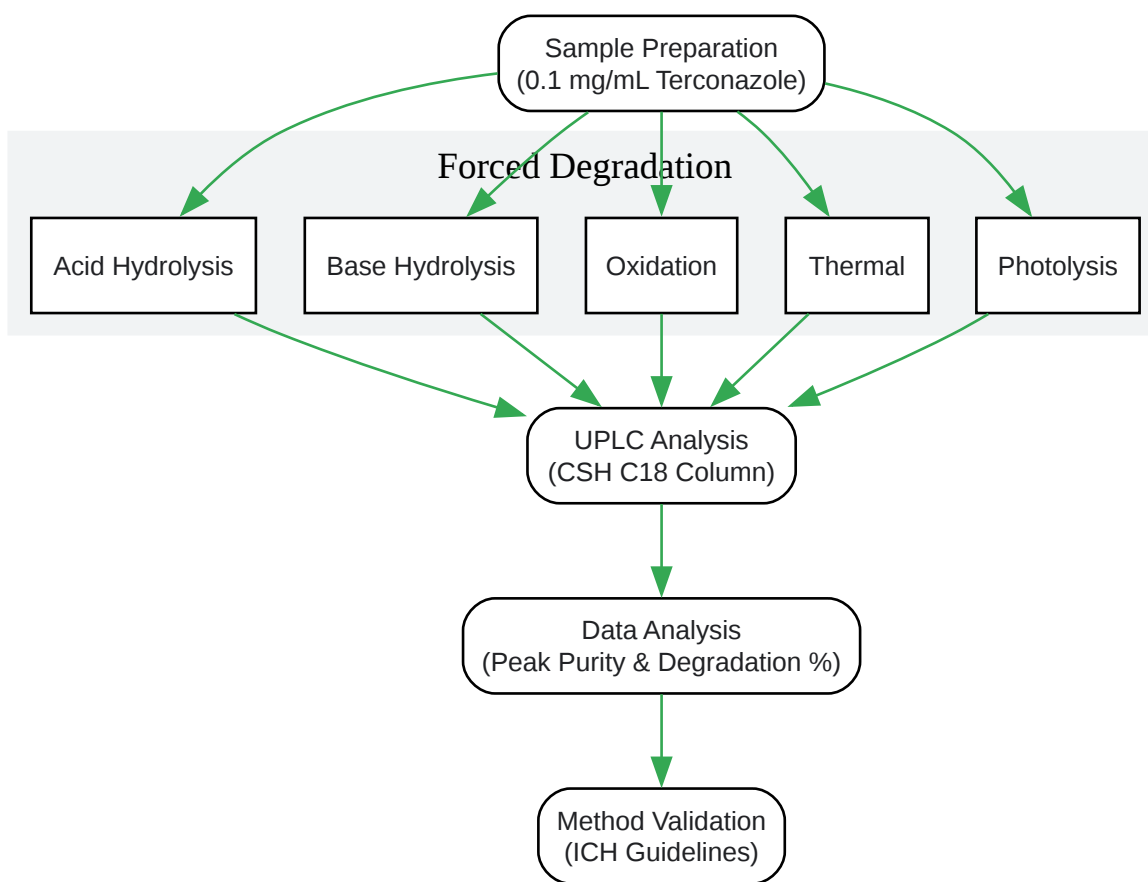 Sample Preparation
(0.1 mg/mL Terconazole)
Forced Degradation
Acid Hydrolysis
Base Hydrolysis
Oxidation
Thermal
Photolysis
UPLC Analysis
(CSH C18 Column)
Data Analysis
(Peak Purity & Degradation %)
Method Validation
(ICH Guidelines)